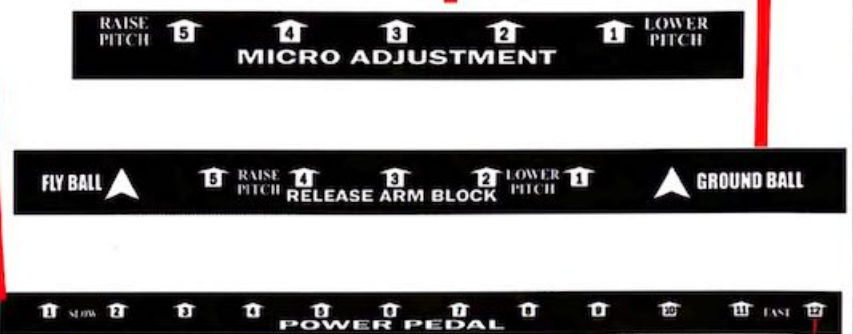 RAISE PITCH 5 4 3 2 1 LOWER PITCH
MICRO ADJUSTMENT
FLY BALL 5 RAISE PITCH 4 3 2 LOWER PITCH 1 GROUND BALL
RELEASE ARM BLOCK
1 SLOW 2 3 4 5 6 7 8 9 10 11 FAST 12
POWER PEDAL